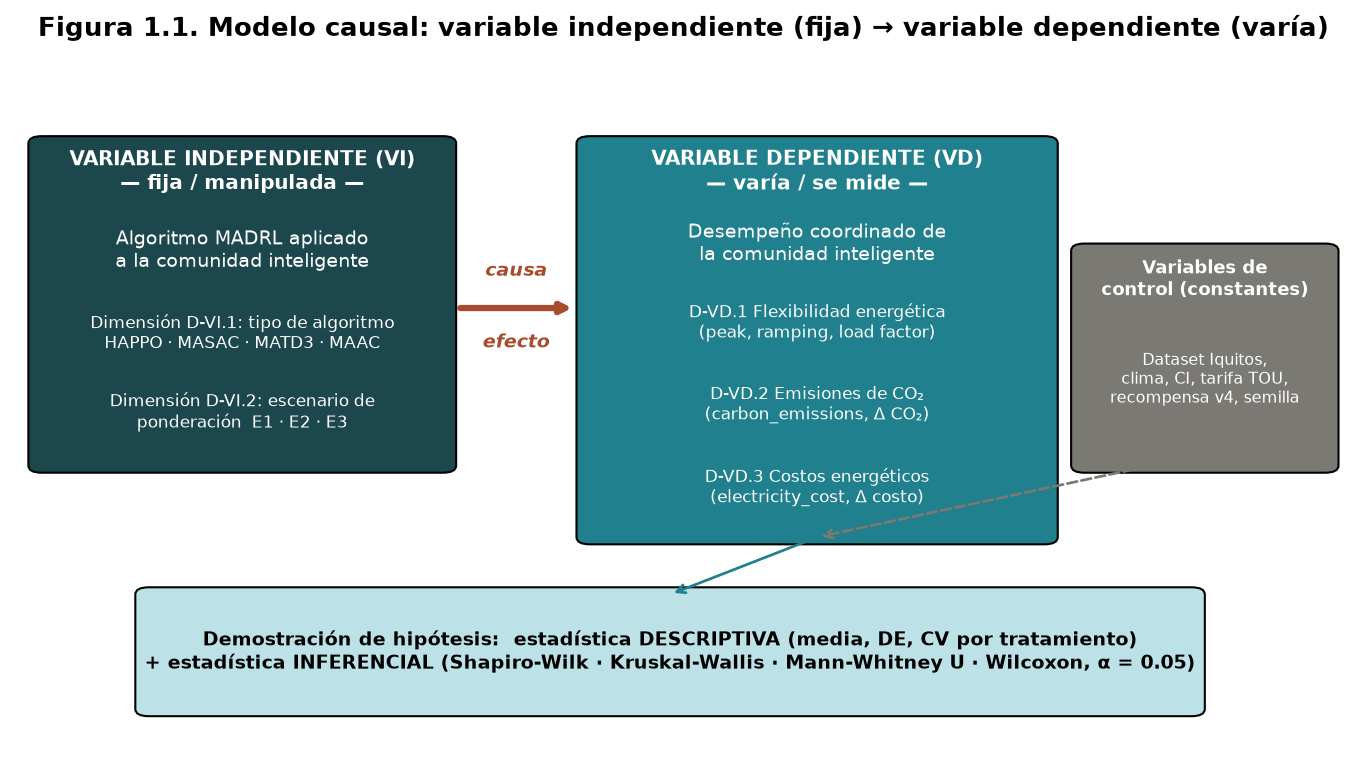 Figura 1.1. Modelo causal: variable independiente (fija) → variable dependiente (varía)
VARIABLE INDEPENDIENTE (VI)
— fija / manipulada —
Algoritmo MADRL aplicado
a la comunidad inteligente
Dimensión D-VI.1: tipo de algoritmo
HAPPO · MASAC · MATD3 · MAAC
Dimensión D-VI.2: escenario de
ponderación  E1 · E2 · E3
causa
efecto
VARIABLE DEPENDIENTE (VD)
— varía / se mide —
Desempeño coordinado de
la comunidad inteligente
D-VD.1 Flexibilidad energética
(peak, ramping, load factor)
D-VD.2 Emisiones de CO₂
(carbon_emissions, Δ CO₂)
D-VD.3 Costos energéticos
(electricity_cost, Δ costo)
Variables de
control (constantes)
Dataset Iquitos,
clima, CI, tarifa TOU,
recompensa v4, semilla
Demostración de hipótesis:  estadística DESCRIPTIVA (media, DE, CV por tratamiento)
+ estadística INFERENCIAL (Shapiro-Wilk · Kruskal-Wallis · Mann-Whitney U · Wilcoxon, α = 0.05)